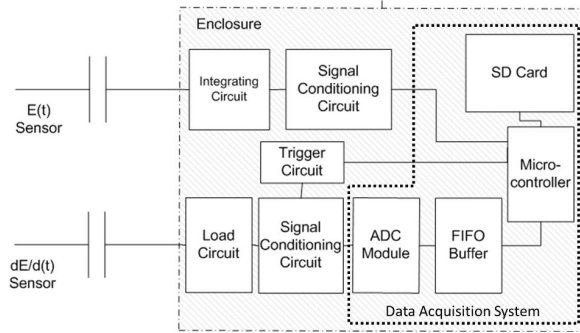 Enclosure
E(t)
Sensor
Integrating
Circuit
Signal
Conditioning
Circuit
SD Card
Trigger
Circuit
Micro-
controller
dE/d(t)
Sensor
Load
Circuit
Signal
Conditioning
Circuit
ADC
Module
FIFO
Buffer
Data Acquisition System